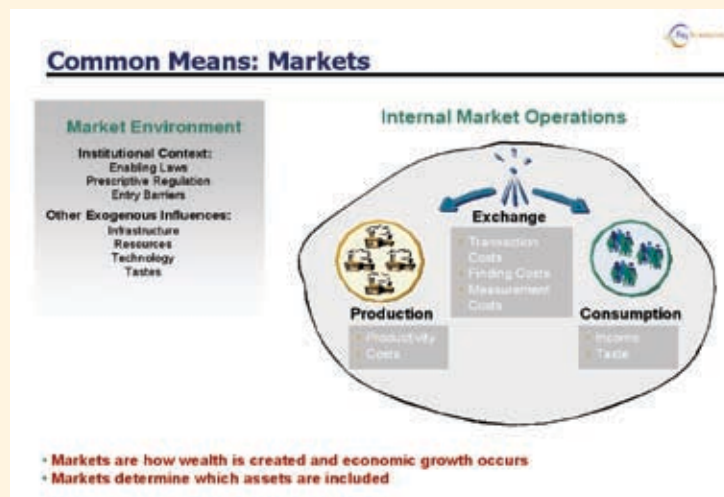 Common Means: Markets
Market Environment
Institutional Context:
Enabling Laws
Prescriptive Regulation
Entry Barriers
Other Exogenous Influences:
Infrastructure
Resources
Technology
Tastes
Internal Market Operations
Exchange
• Transaction
Costs
• Finding Costs
• Measurement
Costs
Production
• Productivity
• Costs
Consumption
• Income
• Taste
• Markets are how wealth is created and economic growth occurs
• Markets determine which assets are included